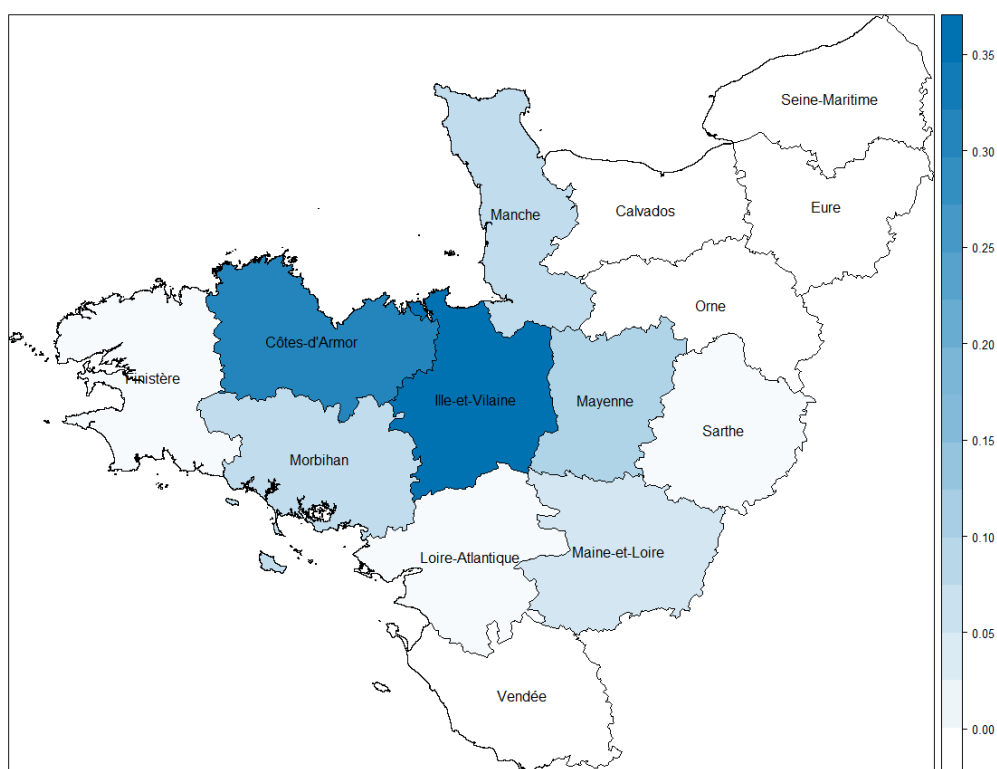 Seine-Maritime
Eure
Calvados
Manche
Orne
Côtes-d'Armor
Finistère
Ille-et-Vilaine
Mayenne
Sarthe
Morbihan
Loire-Atlantique
Maine-et-Loire
Vendée
0.35
0.30
0.25
0.20
0.15
0.10
0.05
0.00